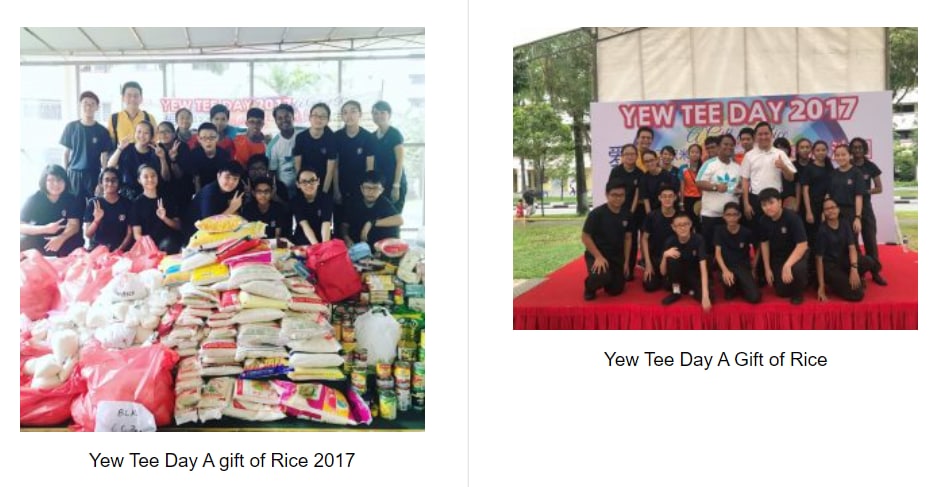 YEW TEE DAY 2017
BLK
Yew Tee Day A gift of Rice 2017
YEW TEE DAY 2017
Yew Tee Day A Gift of Rice